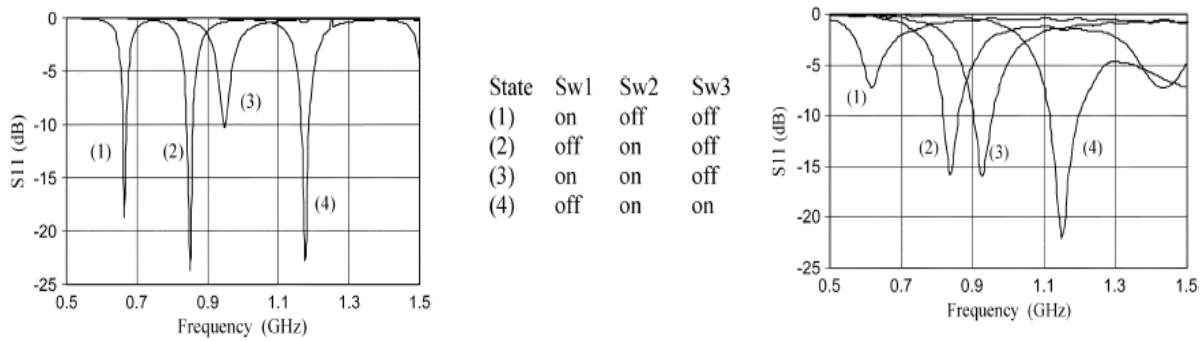 0
-5
-10
-15
-20
-25
S11 (dB)
(1)
(2)
(3)
(4)
0.5 0.7 0.9 1.1 1.3 1.5
Frequency (GHz)
State Sw1 Sw2 Sw3
(1) on off off
(2) off on off
(3) on on off
(4) off on on
0
-5
-10
-15
-20
-25
S11 (dB)
(1)
(2)
(3)
(4)
0.5 0.7 0.9 1.1 1.3 1.5
Frequency (GHz)